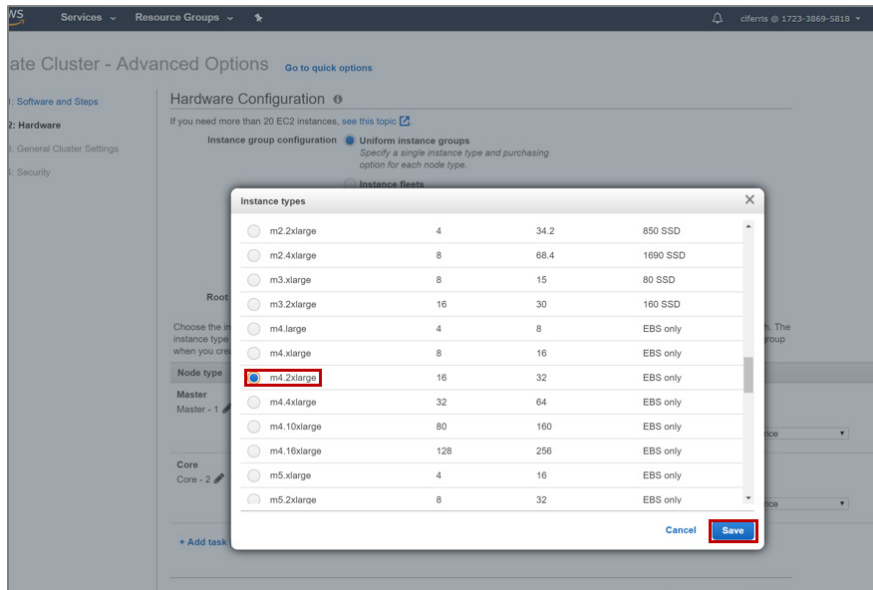 WS Services Resource Groups clferris @ 1723-3869-5818
ate Cluster - Advanced Options Go to quick options
: Software and Steps
2: Hardware
: General Cluster Settings
: Security
Hardware Configuration
If you need more than 20 EC2 instances, see this topic
Instance group configuration Uniform instance groups
Specify a single instance type and purchasing
option for each node type.
Instance fleets
Instance types
m2.2xlarge 4 34.2 850 SSD
m2.4xlarge 8 68.4 1690 SSD
m3.xlarge 8 15 80 SSD
m3.2xlarge 16 30 160 SSD
m4.large 4 8 EBS only
m4.xlarge 8 16 EBS only
m4.2xlarge 16 32 EBS only
m4.4xlarge 32 64 EBS only
m4.10xlarge 80 160 EBS only
m4.16xlarge 128 256 EBS only
m5.xlarge 4 16 EBS only
m5.2xlarge 8 32 EBS only
Cancel Save
Root
Choose the in h. The
instance type group
when you cre
Node type
Master
Master - 1
rice
Core
Core - 2
rice
+ Add task